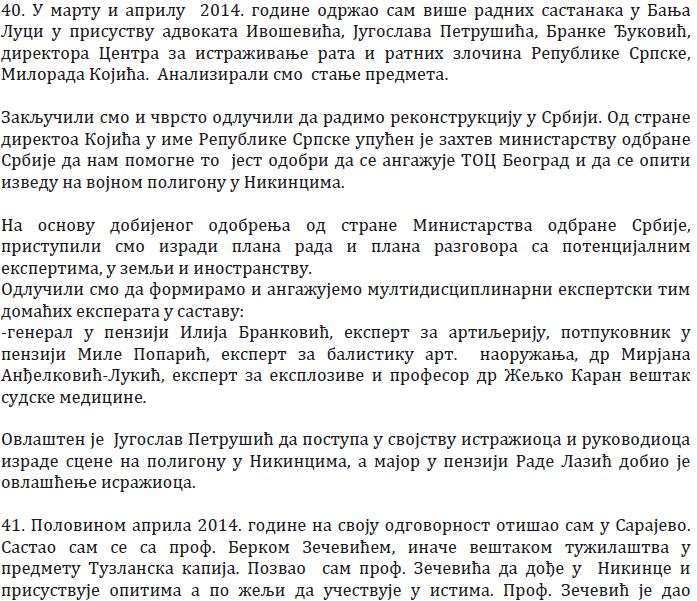 40. У марту и априлу 2014. године одржао сам више радних састанака у Бања
Луци у присуству адвоката Ивошевића, Југослава Петрушића, Бранке Ђуковић,
директора Центра за истраживање рата и ратних злочина Републике Српске,
Милорада Којића. Анализирали смо стање предмета.
Закључили смо и чврсто одлучили да радимо реконструкцију у Србији. Од стране
директоа Којића у име Републике Српске упућен је захтев министарству одбране
Србије да нам помогне то јест одобри да се ангажује ТОЦ Београд и да се опити
изведу на војном полигону у Никинцима.
На основу добијеног одобрења од стране Министарства одбране Србије,
приступили смо изради плана рада и плана разговора са потенцијалним
експертима, у земљи и иностранству.
Одлучили смо да формирамо и ангажујемо мултидисциплинарни експертски тим
домаћих експерата у саставу:
-генерал у пензији Илија Бранковић, експерт за артиљерију, потпуковник у
пензији Миле Попарић, експерт за балистику арт. наоружања, др Мирјана
Анђелковић-Лукић, експерт за експлозиве и професор др Жељко Каран вештак
судске медицине.
Овлаштен је Југослав Петрушић да поступа у својству истражиоца и руководиоца
израде сцене на полигону у Никинцима, а мајор у пензији Раде Лазић добио је
овлашћење исражиоца.
41. Половином априла 2014. године на своју одговорност отишао сам у Сарајево.
Састао сам се са проф. Берком Зечевићем, иначе вештаком тужилаштва у
предмету Тузланска капија. Позвао сам проф. Зечевића да дође у Никинце и
присуствује опитима а по жељи да учествује у истима. Проф. Зечевић је дао